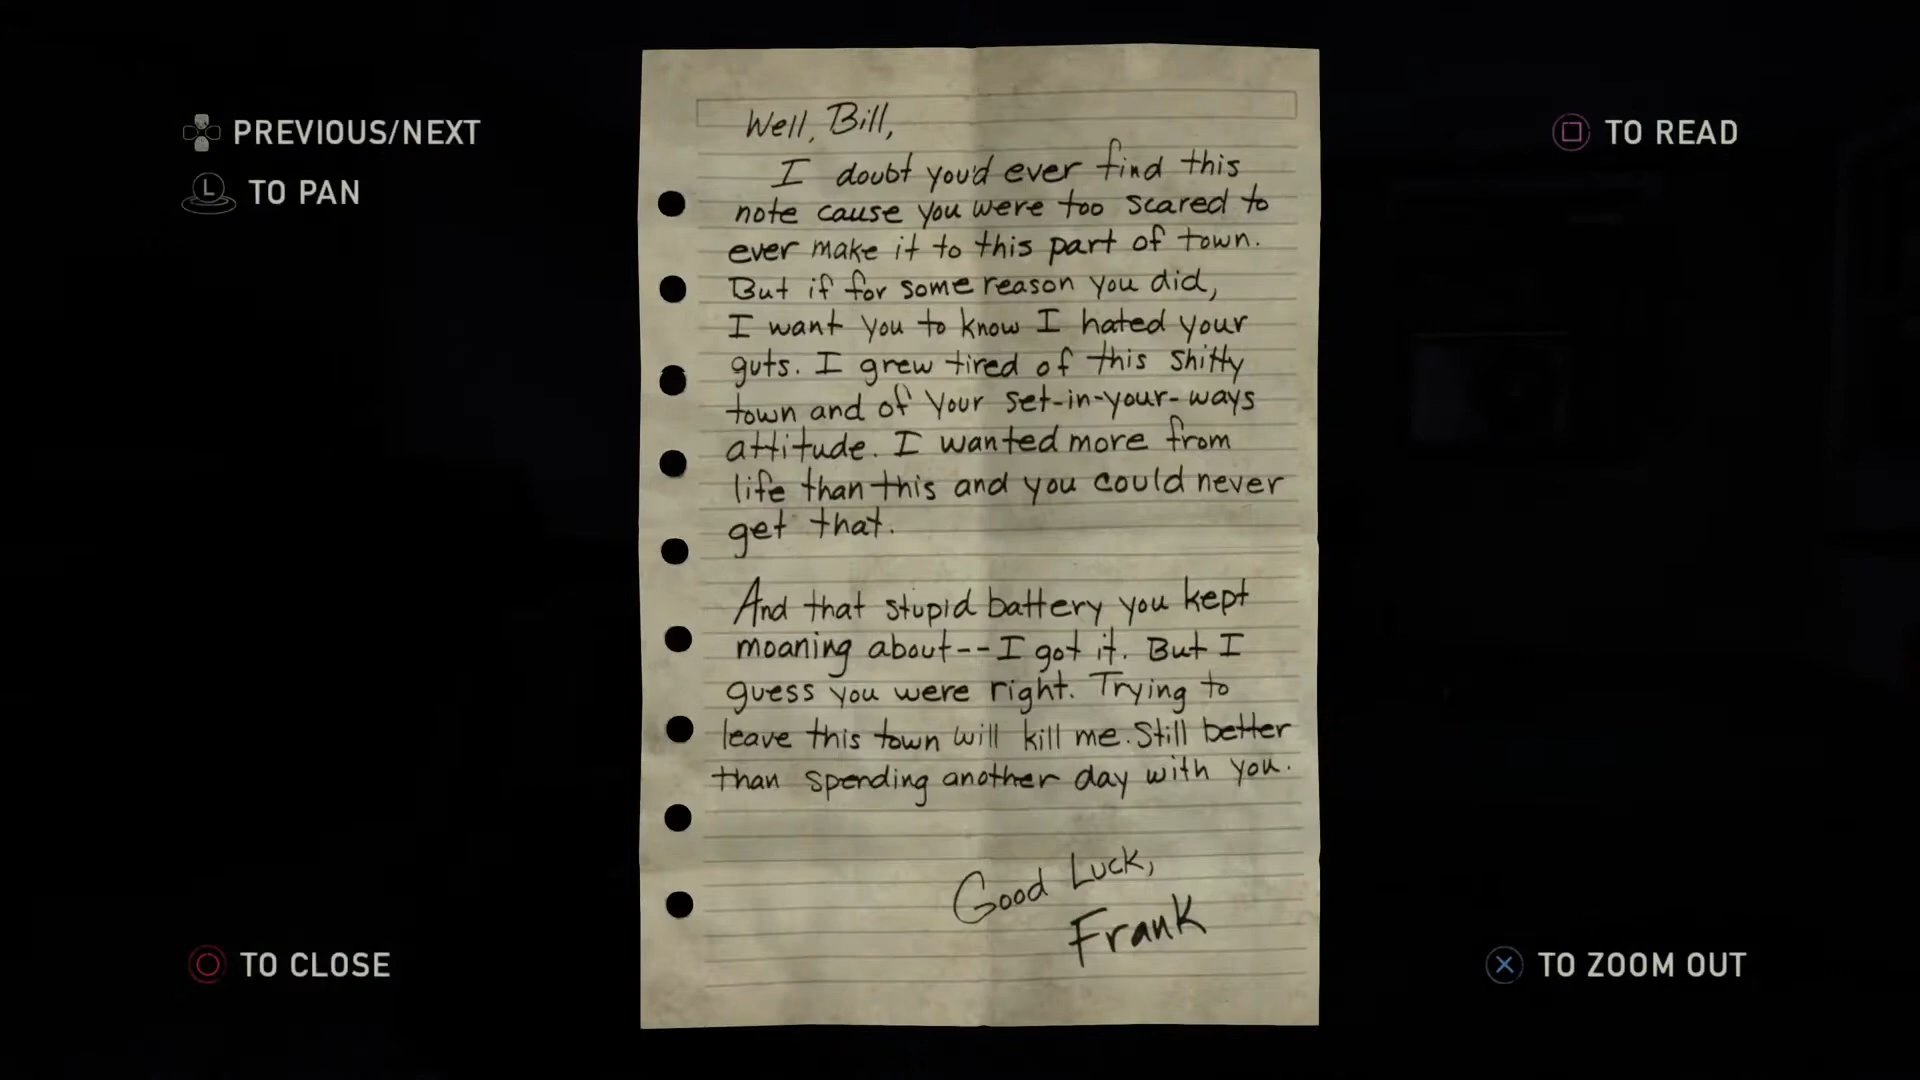 PREVIOUS/NEXT
L TO PAN
TO READ
Well, Bill,
I doubt you'd ever find this
note cause you were too scared to
ever make it to this part of town.
But if for some reason you did,
I want you to know I hated your
guts. I grew tired of this shitty
town and of your set-in-your-ways
attitude. I wanted more from
life than this and you could never
get that.
And that stupid battery you kept
moaning about--I got it. But I
guess you were right. Trying to
leave this town will kill me. Still better
than spending another day with you.
Good Luck,
Frank
TO CLOSE
TO ZOOM OUT